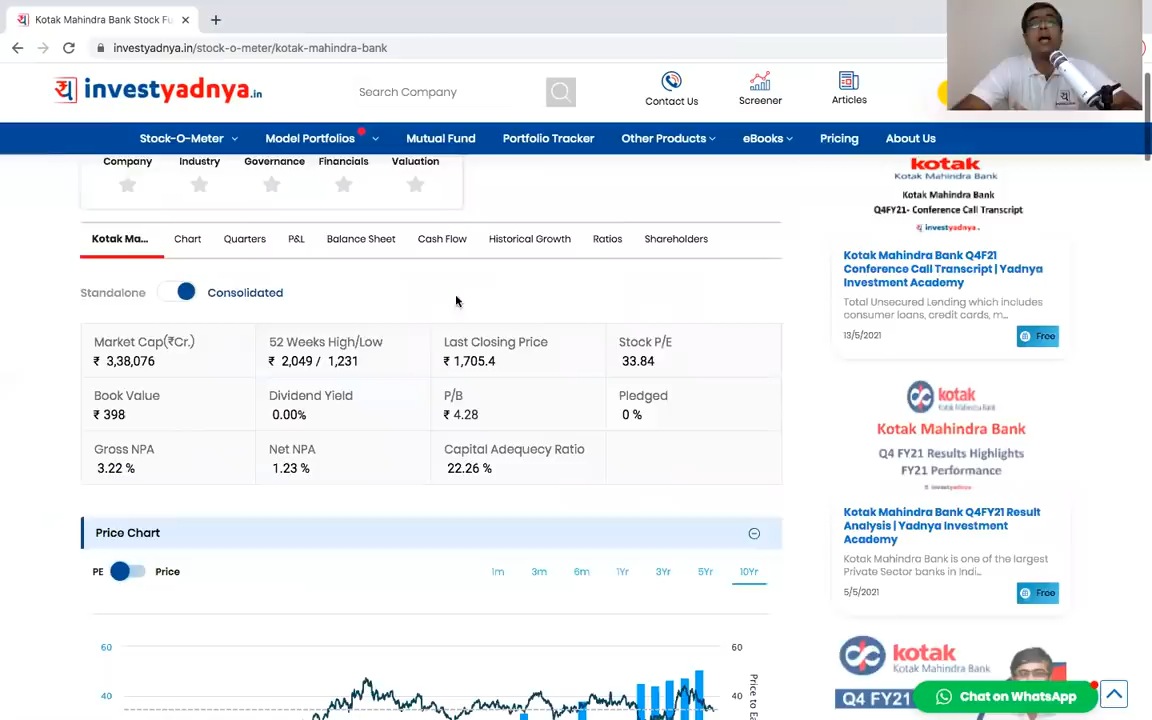 Kotak Mahindra Bank Stock Fu
investyadnya.in/stock-o-meter/kotak-mahindra-bank
investyadnya.in
Search Company
Contact Us
Screener
Articles
Stock-O-Meter
Model Portfolios
Mutual Fund
Portfolio Tracker
Other Products
eBooks
Pricing
About Us
Company Industry Governance Financials Valuation
Kotak Ma... Chart Quarters P&L Balance Sheet Cash Flow Historical Growth Ratios Shareholders
Standalone Consolidated
Market Cap(₹Cr.)
₹ 3,38,076
52 Weeks High/Low
₹ 2,049 / 1,231
Last Closing Price
₹ 1,705.4
Stock P/E
33.84
Book Value
₹ 398
Dividend Yield
0.00%
P/B
₹ 4.28
Pledged
0 %
Gross NPA
3.22 %
Net NPA
1.23 %
Capital Adequecy Ratio
22.26 %
Price Chart
PE Price
1m 3m 6m 1Yr 3Yr 5Yr 10Yr
60 60
40 40
Price to Ea
kotak
Kotak Mahindra Bank
Kotak Mahindra Bank
Q4FY21- Conference Call Transcript
investyadnya.
Kotak Mahindra Bank Q4F21
Conference Call Transcript | Yadnya
Investment Academy
Total Unsecured Lending which includes
consumer loans, credit cards, m...
13/5/2021
Free
kotak
Kotak Mahindra Bank
Kotak Mahindra Bank
Q4 FY21 Results Highlights
FY21 Performance
investyadnya
Kotak Mahindra Bank Q4FY21 Result
Analysis | Yadnya Investment
Academy
Kotak Mahindra Bank is one of the largest
Private Sector banks in Indi...
5/5/2021
Free
kotak
Kotak Mahindra Bank
Q4 FY21
Chat on WhatsApp